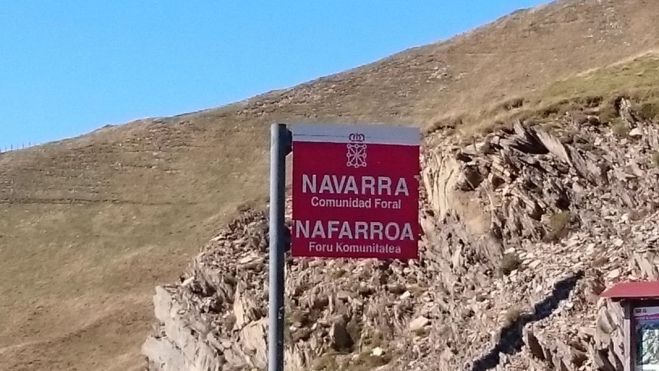 NAVARRA
Comunidad Foral
NAFARROA
Foru Komunitatea